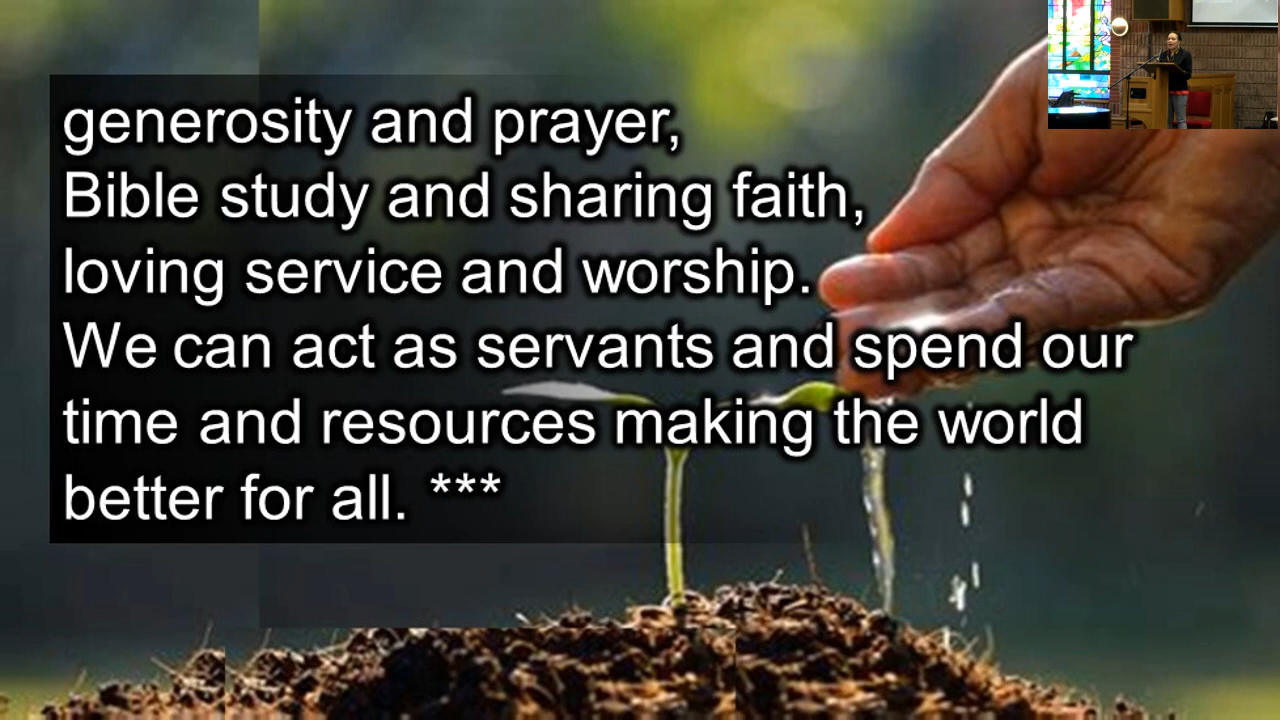 generosity and prayer,
Bible study and sharing faith,
loving service and worship.
We can act as servants and spend our
time and resources making the world
better for all. ***